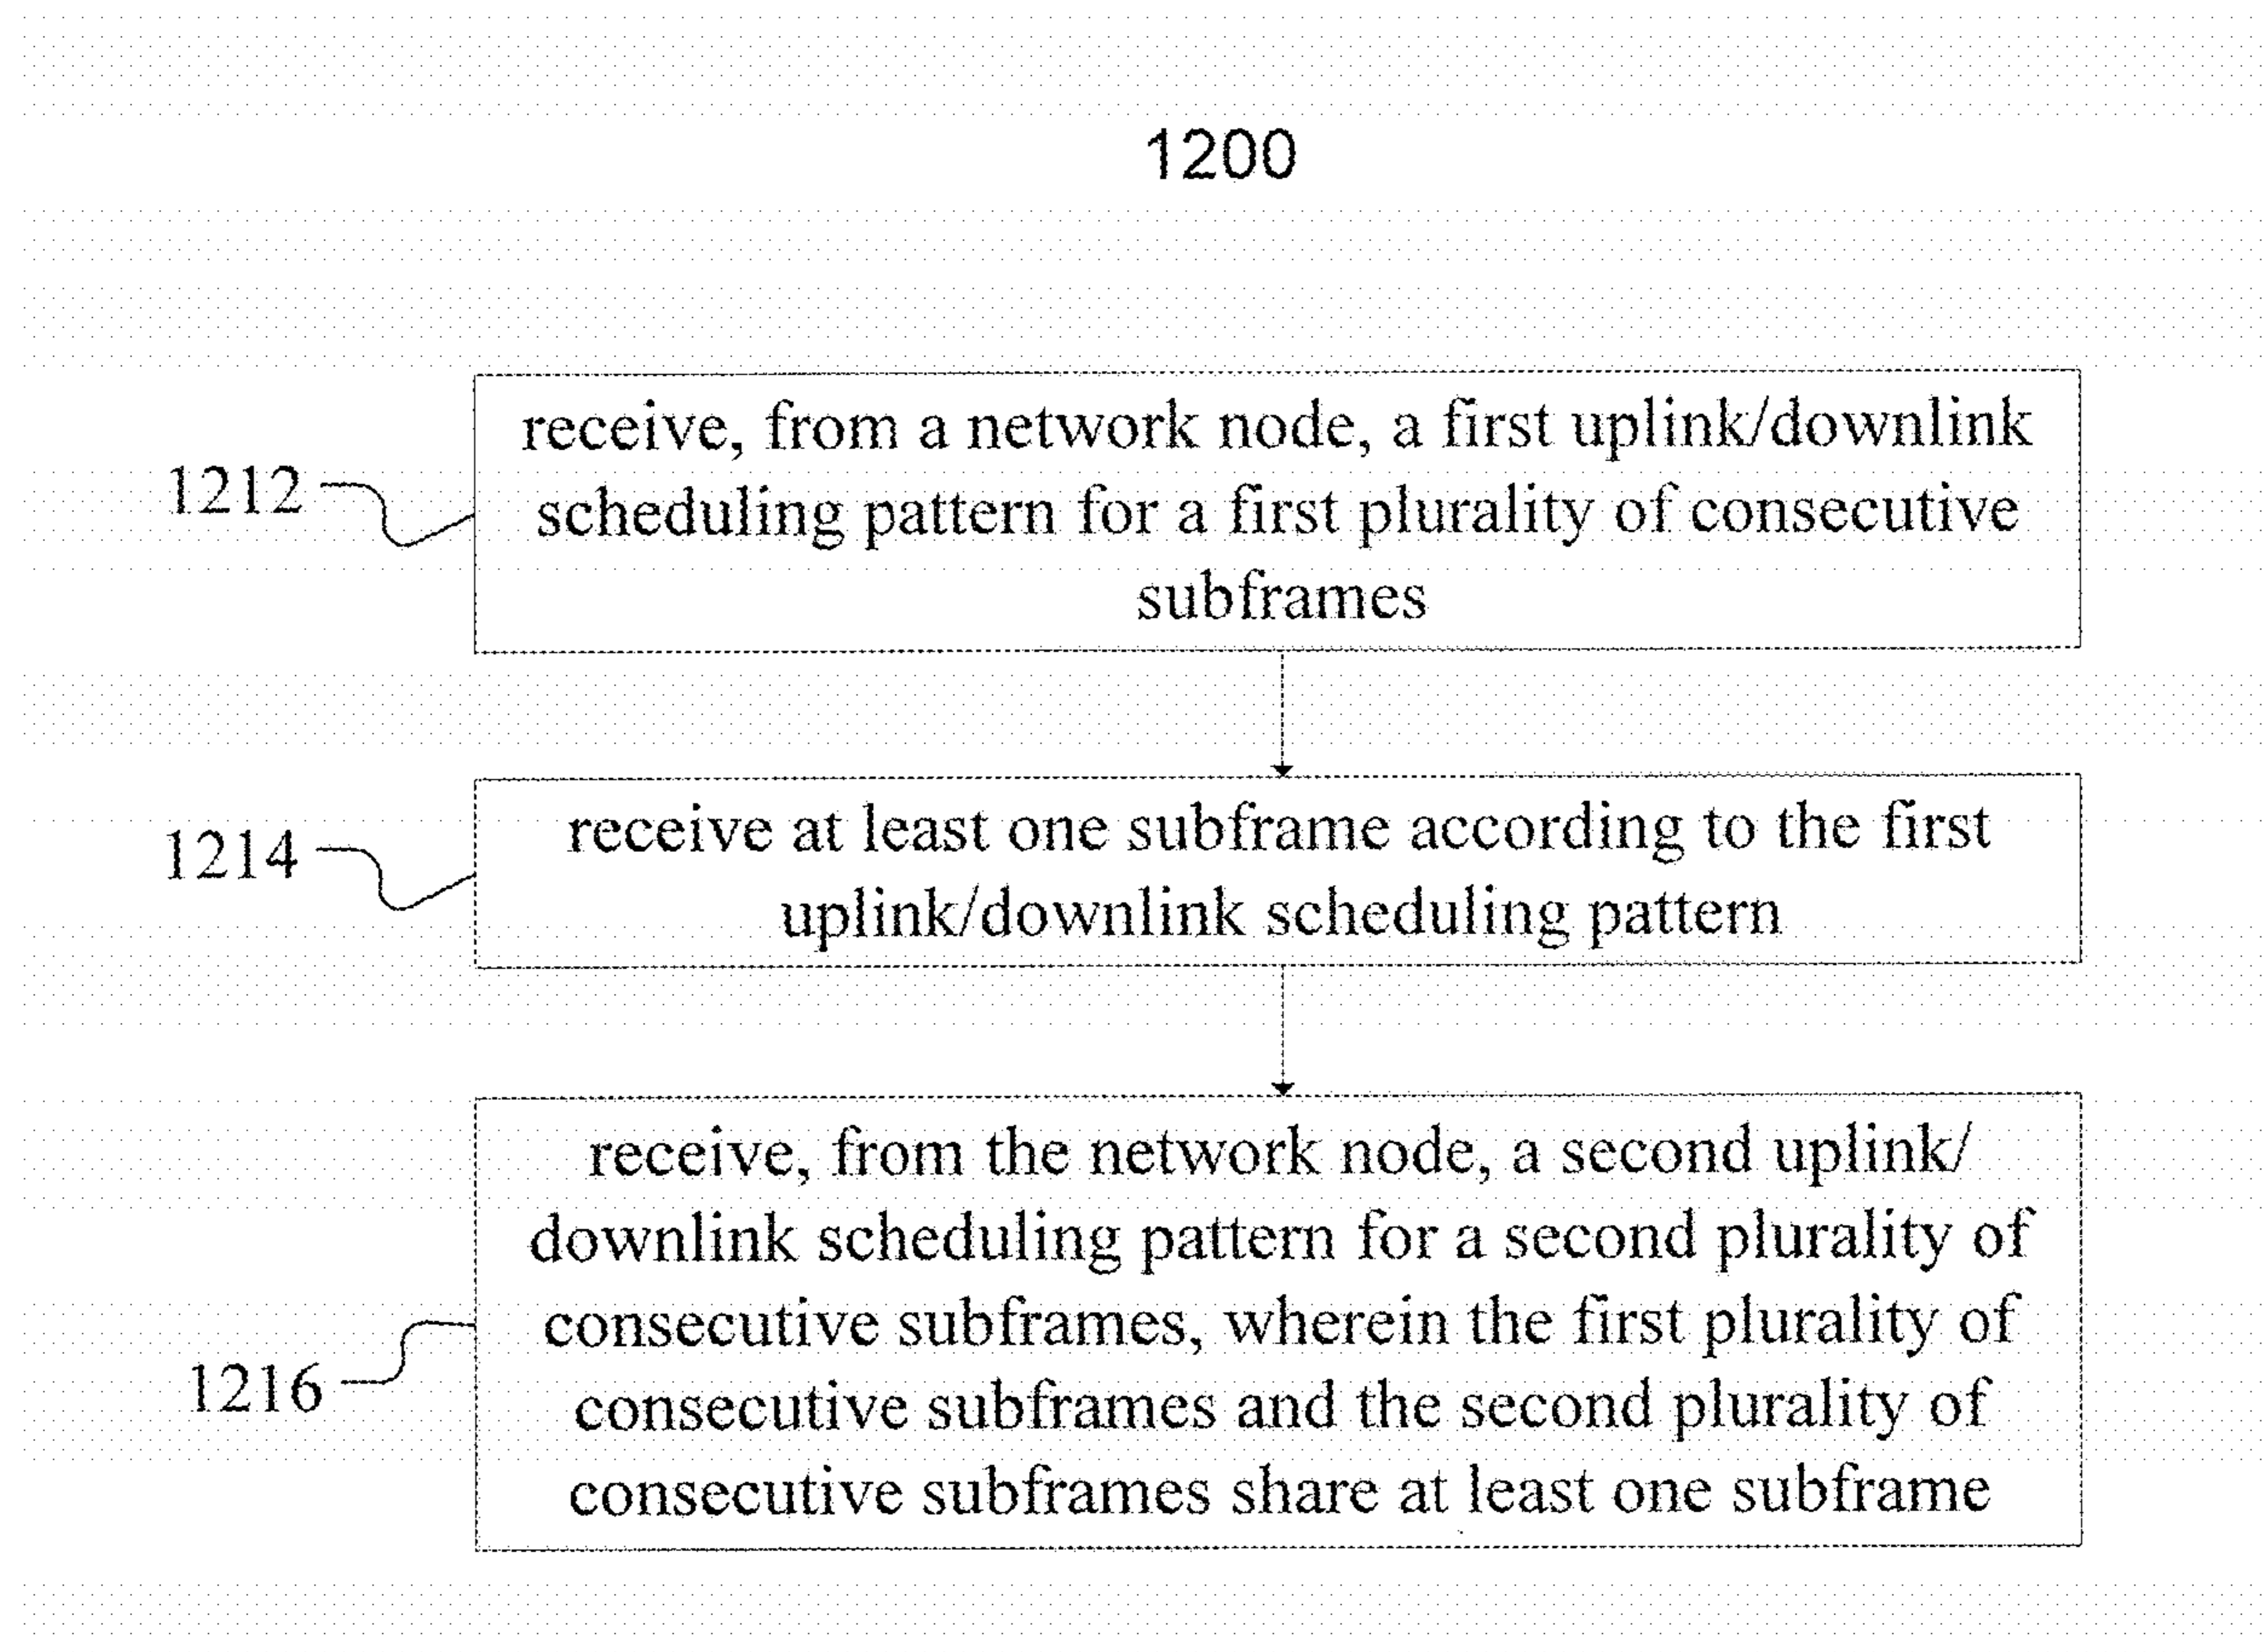 1200
receive, from a network node, a first uplink/downlink
1212
scheduling pattern for a first plurality of consecutive
subframes
receive at least one subframe according to the first
1214
uplink/downlink scheduling pattern
receive, from the network node, a second uplink/
downlink scheduling pattern for a second plurality of
consecutive subframes, wherein the first plurality of
1216
consecutive subframes and the second plurality of
consecutive subframes share at least one subframe